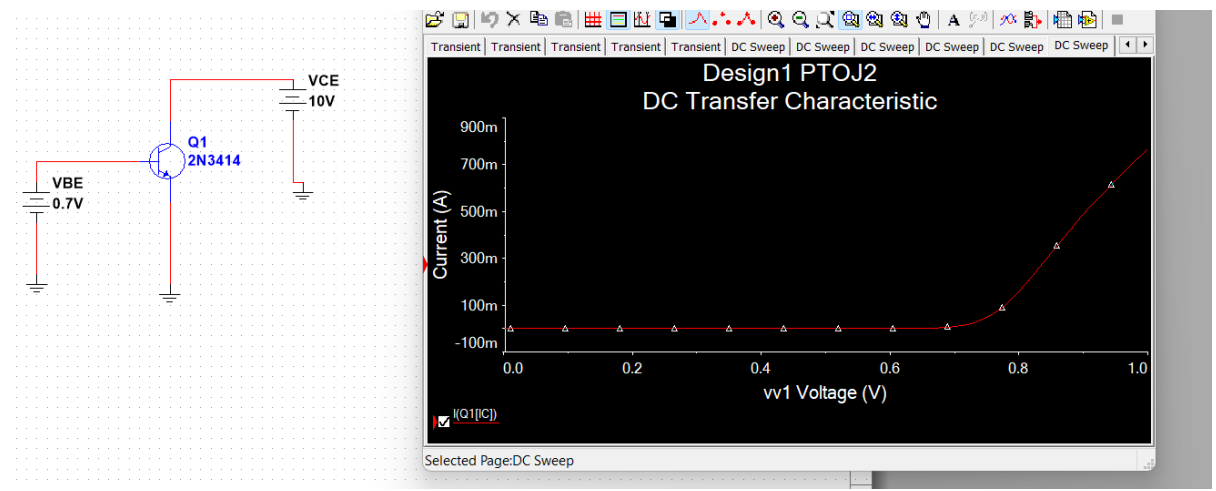 VCE
10V
Q1
2N3414
VBE
0.7V
A
Transient Transient Transient Transient Transient DC Sweep DC Sweep DC Sweep DC Sweep DC Sweep DC Sweep
Design1 PTOJ2
DC Transfer Characteristic
Current (A)
900m
700m
500m
300m
100m
-100m
0.0 0.2 0.4 0.6 0.8 1.0
vv1 Voltage (V)
I(Q1[IC])
Selected Page:DC Sweep